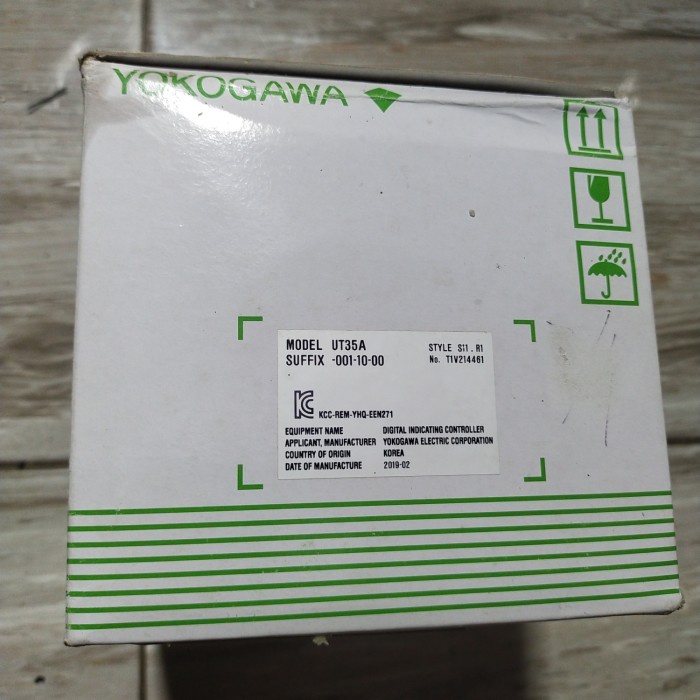 YOKOGAWA
MODEL UT35A
SUFFIX -001-10-00
STYLE S1.R1
No. T1V214461
KCC-REM-YHQ-EEN271
EQUIPMENT NAME DIGITAL INDICATING CONTROLLER
APPLICANT, MANUFACTURER YOKOGAWA ELECTRIC CORPORATION
COUNTRY OF ORIGIN KOREA
DATE OF MANUFACTURE 2019-02